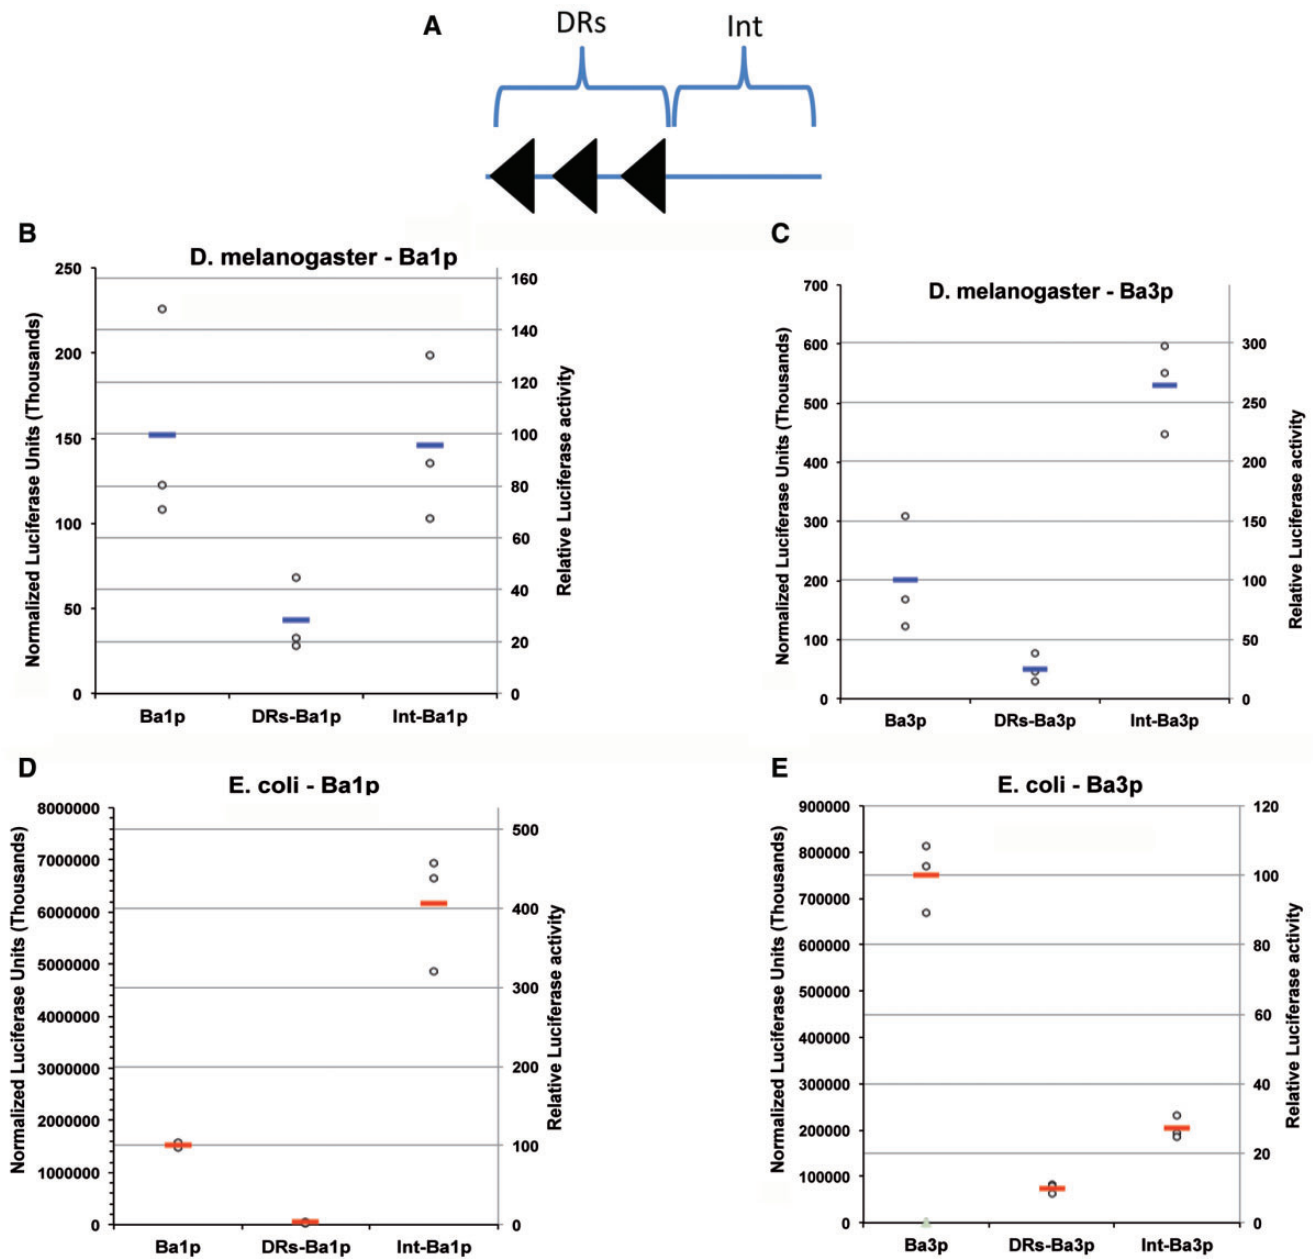 A
DRs
Int
B
D. melanogaster - Ba1p
Normalized Luciferase Units (Thousands)
250
200
150
100
50
0
160
140
120
100
80
60
40
20
0
Relative Luciferase activity
Ba1p
DRs-Ba1p
Int-Ba1p
C
D. melanogaster - Ba3p
Normalized Luciferase Units (Thousands)
700
600
500
400
300
200
100
0
300
250
200
150
100
50
0
Relative Luciferase activity
Ba3p
DRs-Ba3p
Int-Ba3p
D
E. coli - Ba1p
Normalized Luciferase Units (Thousands)
8000000
7000000
6000000
5000000
4000000
3000000
2000000
1000000
0
500
400
300
200
100
0
Relative Luciferase activity
Ba1p
DRs-Ba1p
Int-Ba1p
E
E. coli - Ba3p
Normalized Luciferase Units (Thousands)
900000
800000
700000
600000
500000
400000
300000
200000
100000
0
120
100
80
60
40
20
0
Relative Luciferase activity
Ba3p
DRs-Ba3p
Int-Ba3p